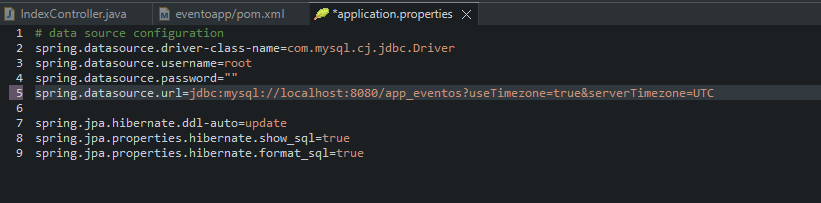 IndexController.java eventoapp/pom.xml *application.properties
1 # data source configuration
2 spring.datasource.driver-class-name=com.mysql.cj.jdbc.Driver
3 spring.datasource.username=root
4 spring.datasource.password=""
5 spring.datasource.url=jdbc:mysql://localhost:8080/app_eventos?useTimezone=true&serverTimezone=UTC
6
7 spring.jpa.hibernate.ddl-auto=update
8 spring.jpa.properties.hibernate.show_sql=true
9 spring.jpa.properties.hibernate.format_sql=true